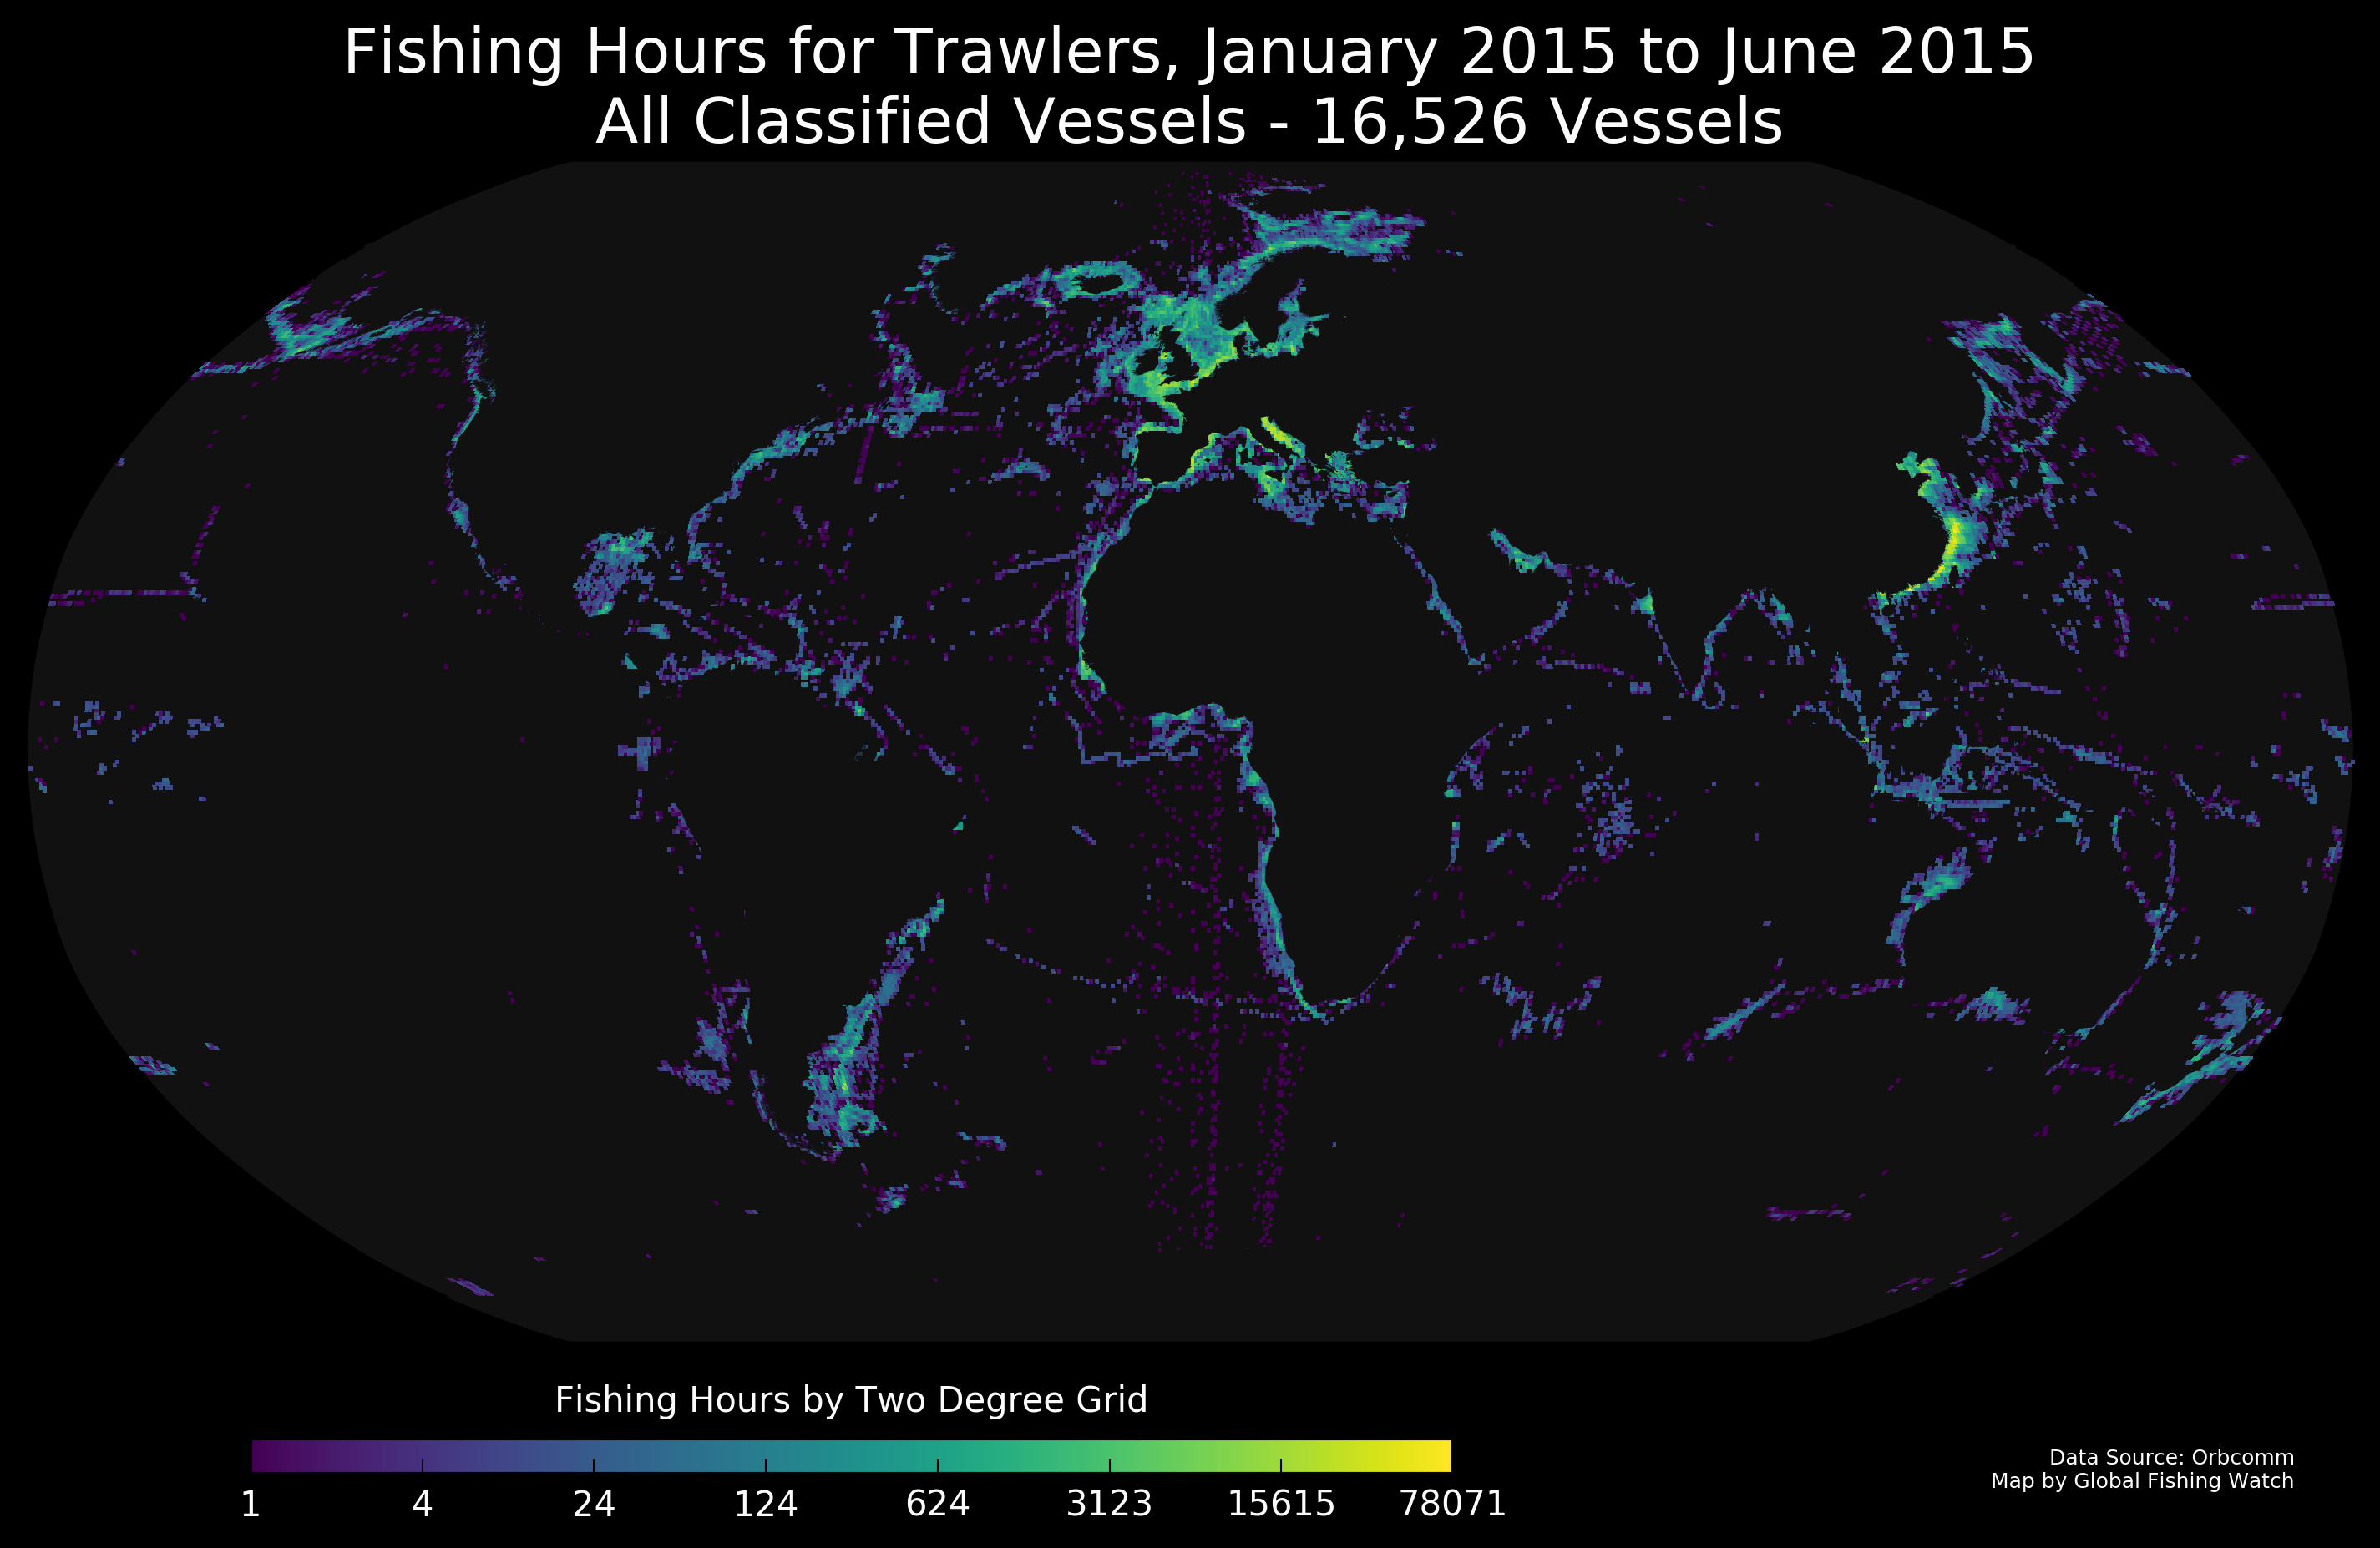 Fishing Hours for Trawlers, January 2015 to June 2015
All Classified Vessels - 16,526 Vessels
Fishing Hours by Two Degree Grid
1 4 24 124 624 3123 15615 78071
Data Source: Orbcomm
Map by Global Fishing Watch